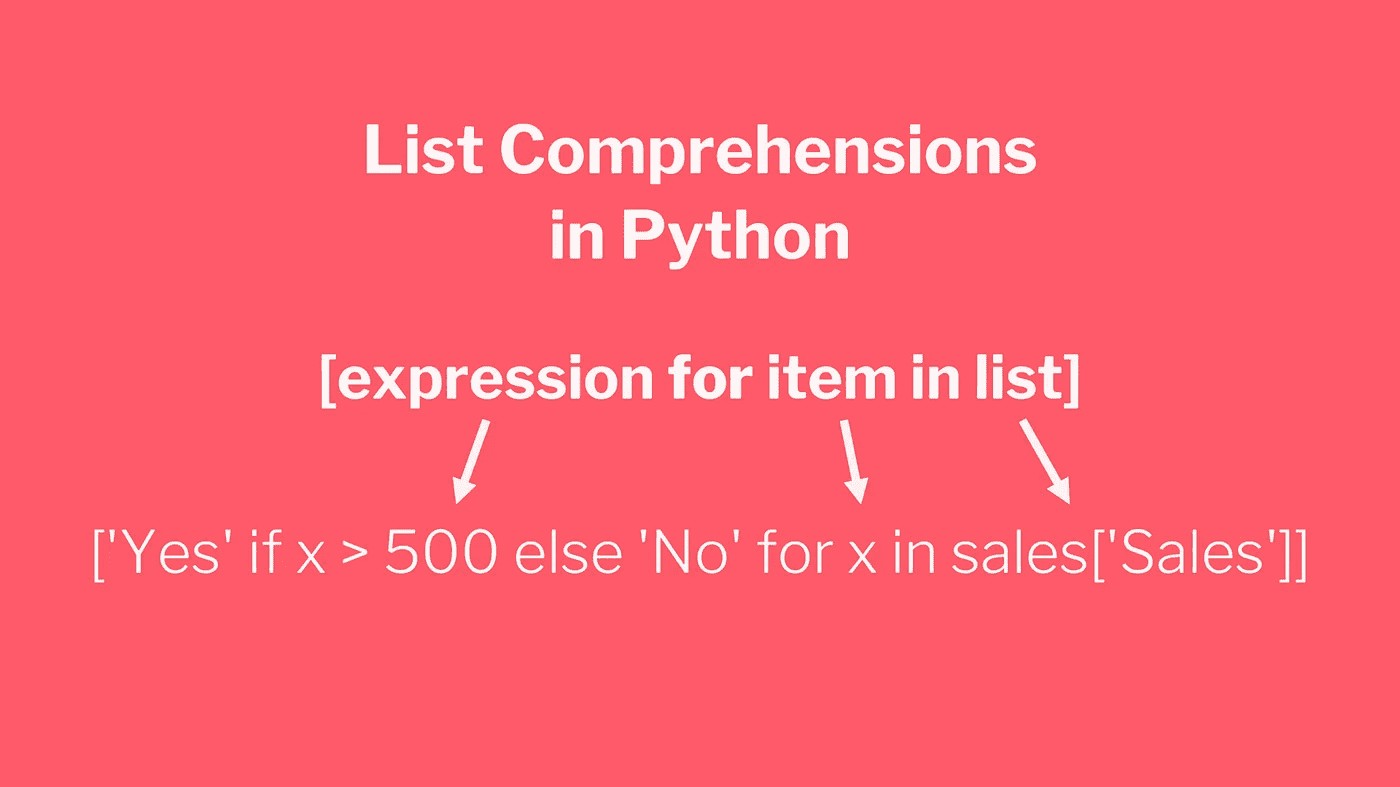 List Comprehensions
in Python
[expression for item in list]
['Yes' if x > 500 else 'No' for x in sales['Sales']]